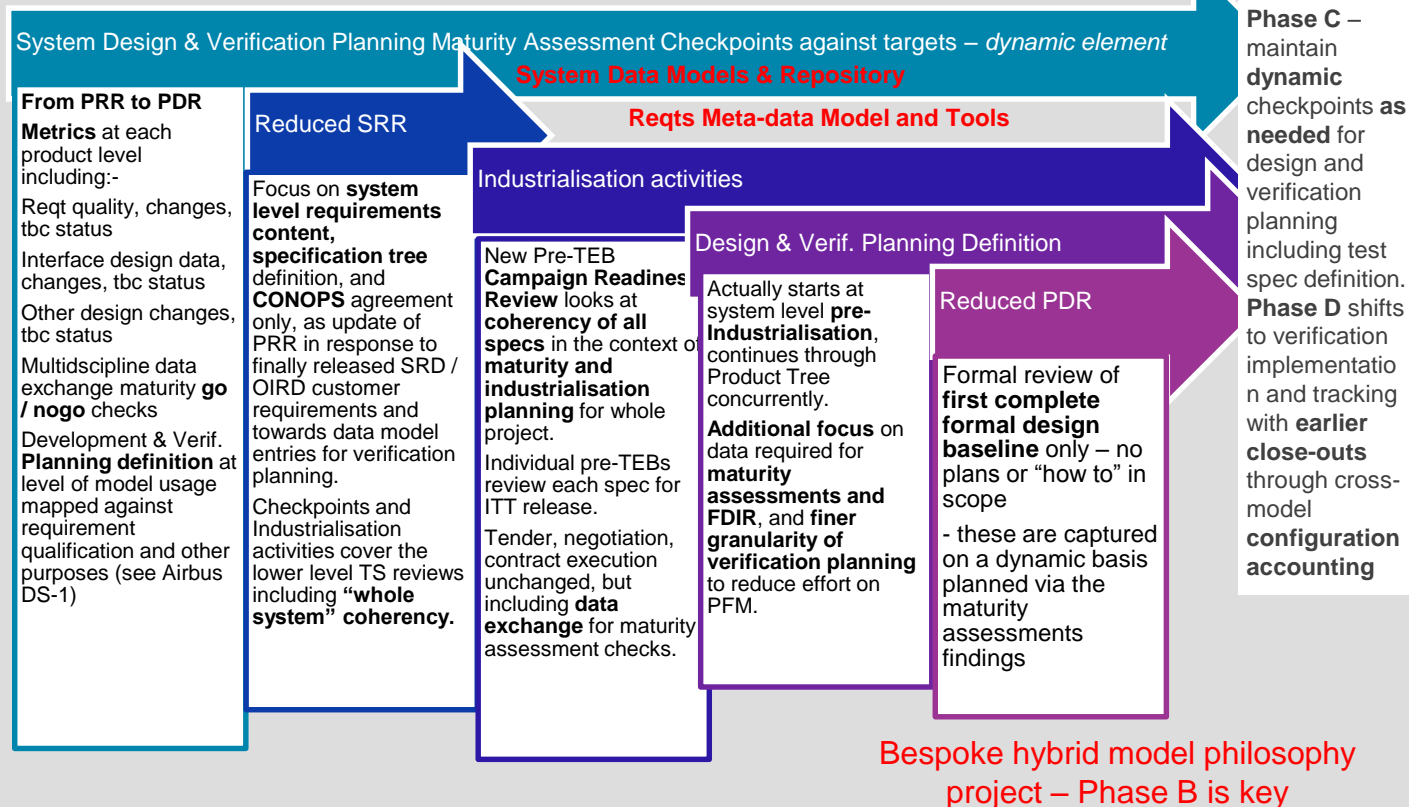 System Design & Verification Planning Maturity Assessment Checkpoints against targets – dynamic element
System Data Models & Repository
Reqts Meta-data Model and Tools
From PRR to PDR
Metrics at each
product level
including:-
Reqt quality, changes,
tbc status
Interface design data,
changes, tbc status
Other design changes,
tbc status
Multidscipline data
exchange maturity go
/ nogo checks
Development & Verif.
Planning definition at
level of model usage
mapped against
requirement
qualification and other
purposes (see Airbus
DS-1)
Reduced SRR
Focus on system
level requirements
content,
specification tree
definition, and
CONOPS agreement
only, as update of
PRR in response to
finally released SRD /
OIRD customer
requirements and
towards data model
entries for verification
planning.
Checkpoints and
Industrialisation
activities cover the
lower level TS reviews
including “whole
system” coherency.
Industrialisation activities
New Pre-TEB
Campaign Readiness
Review looks at
coherency of all
specs in the context of
maturity and
industrialisation
planning for whole
project.
Individual pre-TEBs
review each spec for
ITT release.
Tender, negotiation,
contract execution
unchanged, but
including data
exchange for maturity
assessment checks.
Design & Verif. Planning Definition
Actually starts at
system level pre-
Industrialisation,
continues through
Product Tree
concurrently.
Additional focus on
data required for
maturity
assessments and
FDIR, and finer
granularity of
verification planning
to reduce effort on
PFM.
Reduced PDR
Formal review of
first complete
formal design
baseline only – no
plans or “how to” in
scope
- these are captured
on a dynamic basis
planned via the
maturity
assessments
findings
Phase C –
maintain
dynamic
checkpoints as
needed for
design and
verification
planning
including test
spec definition.
Phase D shifts
to verification
implementatio
n and tracking
with earlier
close-outs
through cross-
model
configuration
accounting
Bespoke hybrid model philosophy
project – Phase B is key